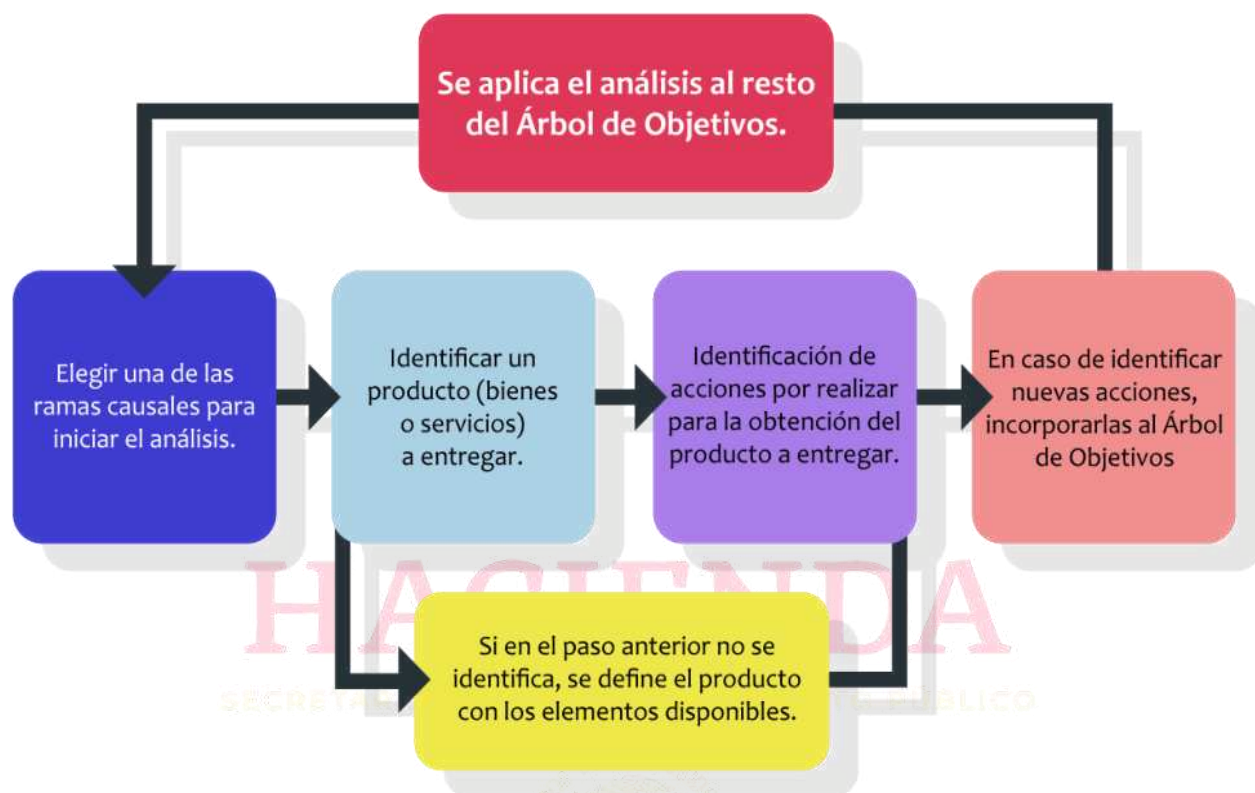 Se aplica el análisis al resto
del Árbol de Objetivos.
Elegir una de las
ramas causales para
iniciar el análisis.
Identificar un
producto (bienes
o servicios)
a entregar.
Identificación de
acciones por realizar
para la obtención del
producto a entregar.
En caso de identificar
nuevas acciones,
incorporarlas al Árbol
de Objetivos
HACIENDA
Si en el paso anterior no se
identifica, se define el producto
con los elementos disponibles.
PÚBLICO